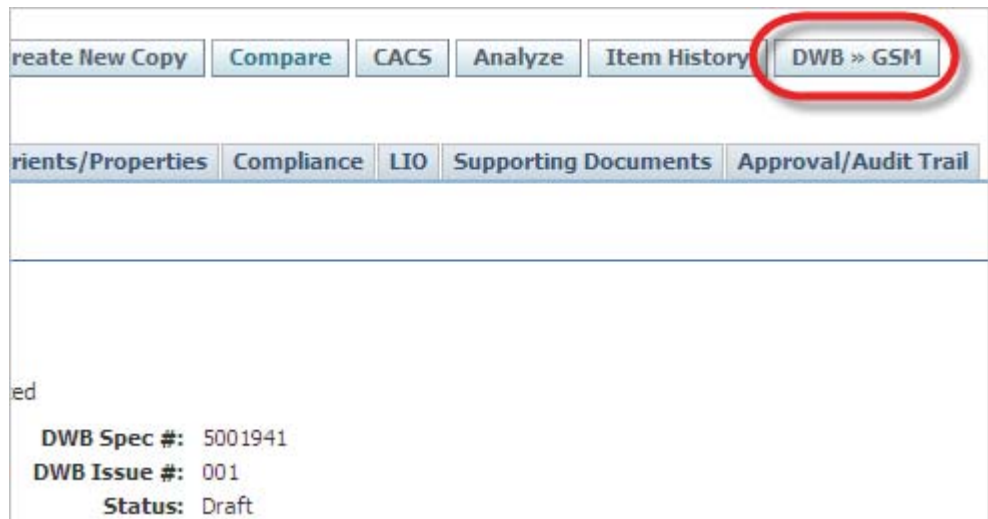 reate New Copy Compare CACS Analyze Item History DWB » GSM
rients/Properties Compliance LIO Supporting Documents Approval/Audit Trail
ed
DWB Spec #: 5001941
DWB Issue #: 001
Status: Draft